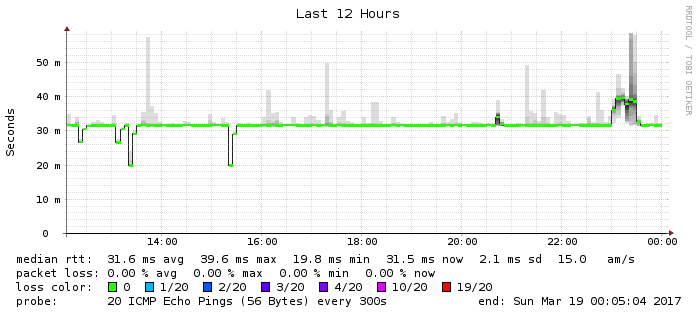 Last 12 Hours
RRDTOOL / TOBI OETIKER
Seconds
50 m
40 m
30 m
20 m
10 m
0
14:00 16:00 18:00 20:00 22:00 00:00
median rtt: 31.6 ms avg 39.6 ms max 19.8 ms min 31.5 ms now 2.1 ms sd 15.0 am/s
packet loss: 0.00 % avg 0.00 % max 0.00 % min 0.00 % now
loss color: 0 1/20 2/20 3/20 4/20 10/20 19/20
probe: 20 ICMP Echo Pings (56 Bytes) every 300s end: Sun Mar 19 00:05:04 2017